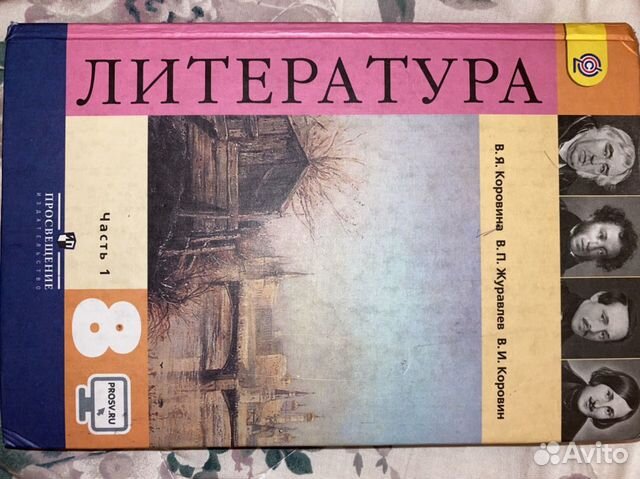 В. Я. Коровина В. П. Журавлев В. И. Коровин
ЛИТЕРАТУРА
8
Часть 1
PROSV.RU
ПРОСВЕЩЕНИЕ
ИЗДАТЕЛЬСТВО
Avito